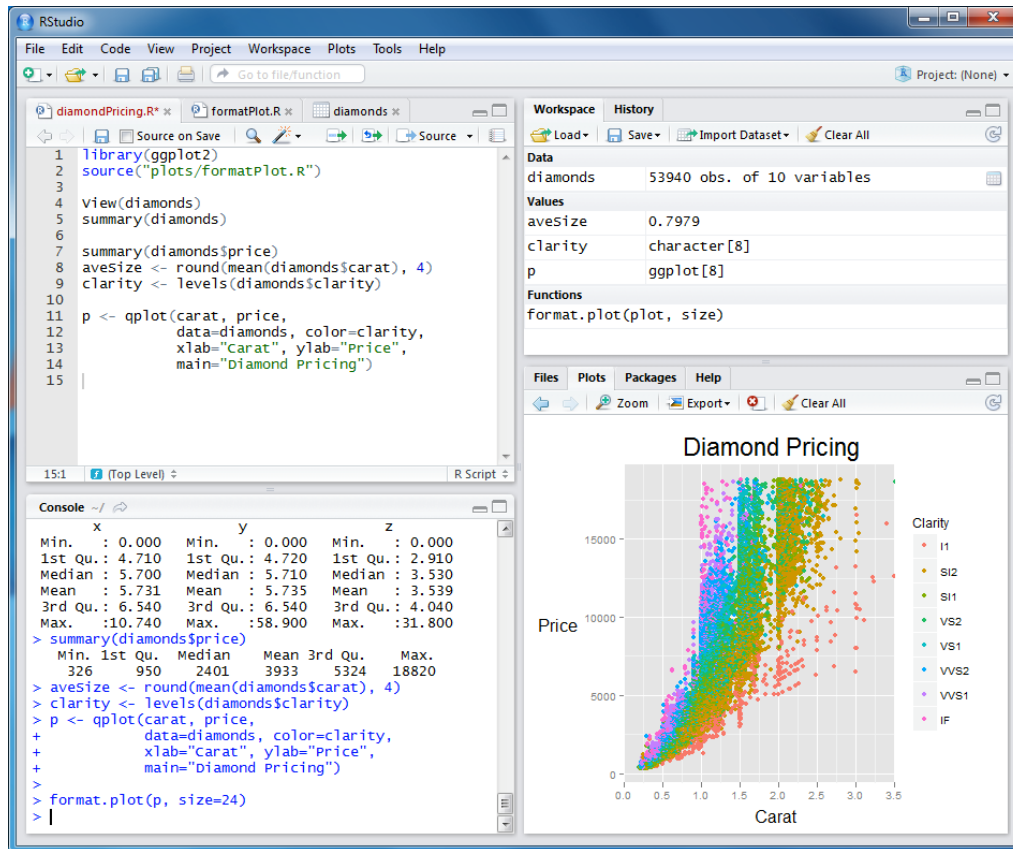 RStudio
File Edit Code View Project Workspace Plots Tools Help
Go to file/function
Project: (None)
diamondPricing.R* × formatPlot.R × diamonds ×
Source on Save Source
1 library(ggplot2)
2 source("plots/formatPlot.R")
3
4 View(diamonds)
5 summary(diamonds)
6
7 summary(diamonds$price)
8 aveSize <- round(mean(diamonds$carat), 4)
9 clarity <- levels(diamonds$clarity)
10
11 p <- qplot(carat, price,
12 data=diamonds, color=clarity,
13 xlab="Carat", ylab="Price",
14 main="Diamond Pricing")
15
15:1 (Top Level) R Script
Console ~/
x y z
Min. : 0.000 Min. : 0.000 Min. : 0.000
1st Qu.: 4.710 1st Qu.: 4.720 1st Qu.: 2.910
Median : 5.700 Median : 5.710 Median : 3.530
Mean : 5.731 Mean : 5.735 Mean : 3.539
3rd Qu.: 6.540 3rd Qu.: 6.540 3rd Qu.: 4.040
Max. :10.740 Max. :58.900 Max. :31.800
> summary(diamonds$price)
Min. 1st Qu. Median Mean 3rd Qu. Max.
326 950 2401 3933 5324 18820
> aveSize <- round(mean(diamonds$carat), 4)
> clarity <- levels(diamonds$clarity)
> p <- qplot(carat, price,
+ data=diamonds, color=clarity,
+ xlab="Carat", ylab="Price",
+ main="Diamond Pricing")
>
> format.plot(p, size=24)
>
Workspace History
Load Save Import Dataset Clear All
Data
diamonds 53940 obs. of 10 variables
Values
aveSize 0.7979
clarity character[8]
p ggplot[8]
Functions
format.plot(plot, size)
Files Plots Packages Help
Zoom Export Clear All
Diamond Pricing
Price
15000
10000
5000
0
0.0 0.5 1.0 1.5 2.0 2.5 3.0 3.5
Carat
Clarity
I1
SI2
SI1
VS2
VS1
VVS2
VVS1
IF